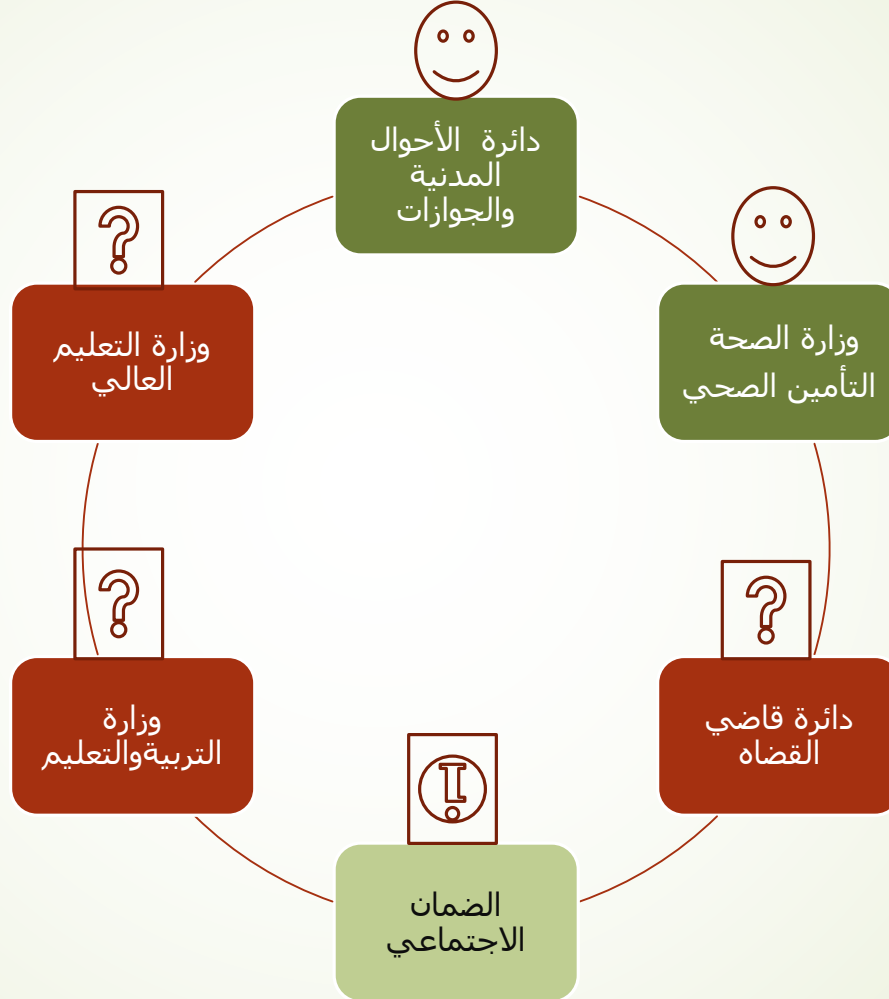 دائرة الأحوال
المدنية
والجوازات
وزارة الصحة
التأمين الصحي
دائرة قاضي
القضاه
الضمان
الاجتماعي
وزارة
التربيةوالتعليم
وزارة التعليم
العالي